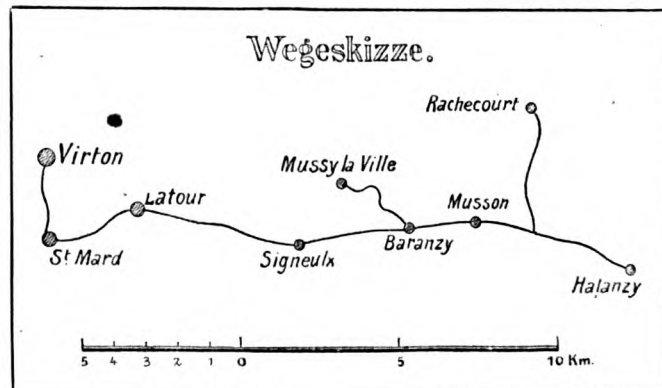 Wegeskizze.
Rachecourt
Virton
Mussy la Ville
Latour
Musson
St Mard
Signeulx
Baranzy
Halanzy
5 4 3 2 1 0 5 10 Km.